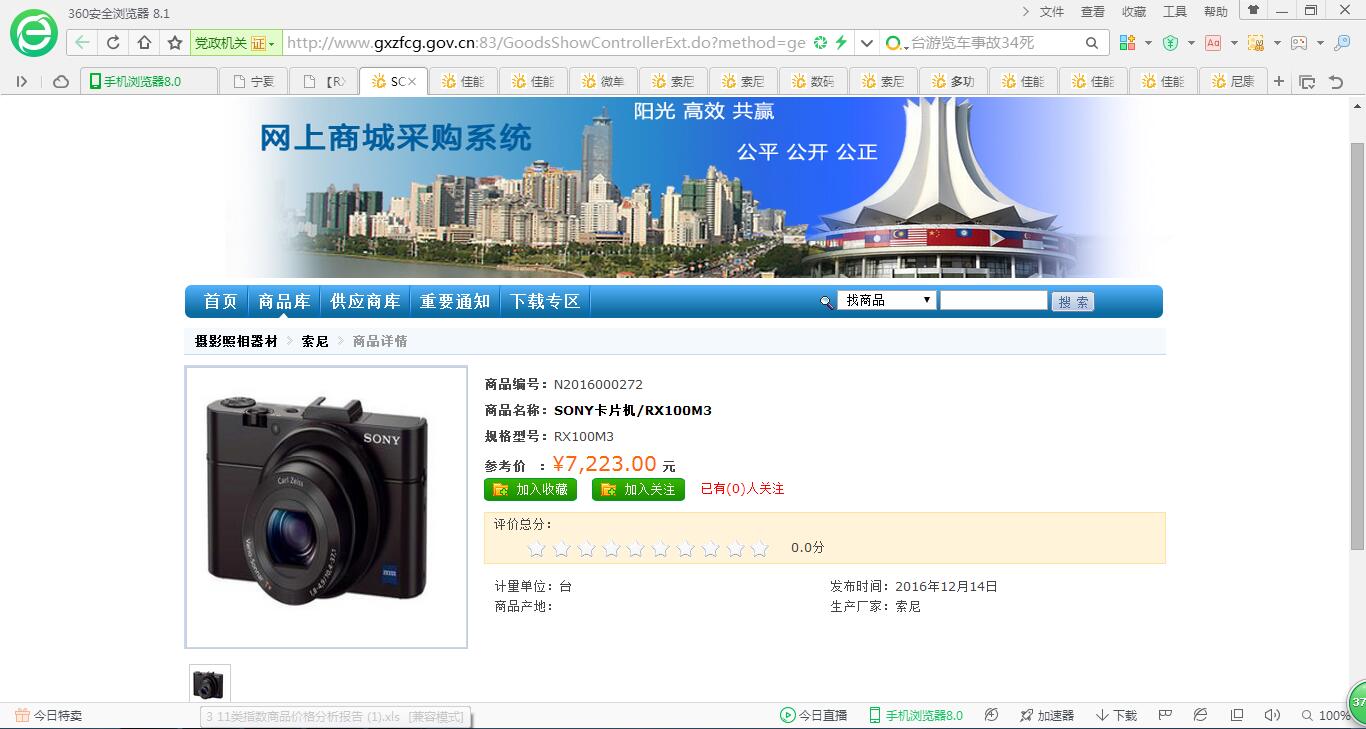 360安全浏览器 8.1
文件 查看 收藏 工具 帮助
党政机关 证 http://www.gxzfcg.gov.cn:83/GoodsShowControllerExt.do?method=ge
台游览车事故34死
手机浏览器8.0 宁夏 【R SC 佳能 佳能 微单 索尼 索尼 数码 索尼 多功 佳能 佳能 佳能 尼康
网上商城采购系统
阳光 高效 共赢
公平 公开 公正
首页 商品库 供应商库 重要通知 下载专区 找商品 搜 索
摄影照相器材 索尼 商品详情
SONY
Carl Zeiss
商品编号：N2016000272
商品名称：SONY卡片机/RX100M3
规格型号：RX100M3
参考价 ：¥7,223.00 元
加入收藏 加入关注 已有(0)人关注
评价总分：
0.0分
计量单位：台 发布时间：2016年12月14日
商品产地： 生产厂家：索尼
今日特卖 3 11类指数商品价格分析报告 (1).xls [兼容模式] 今日直播 手机浏览器8.0 加速器 下载 100%
37